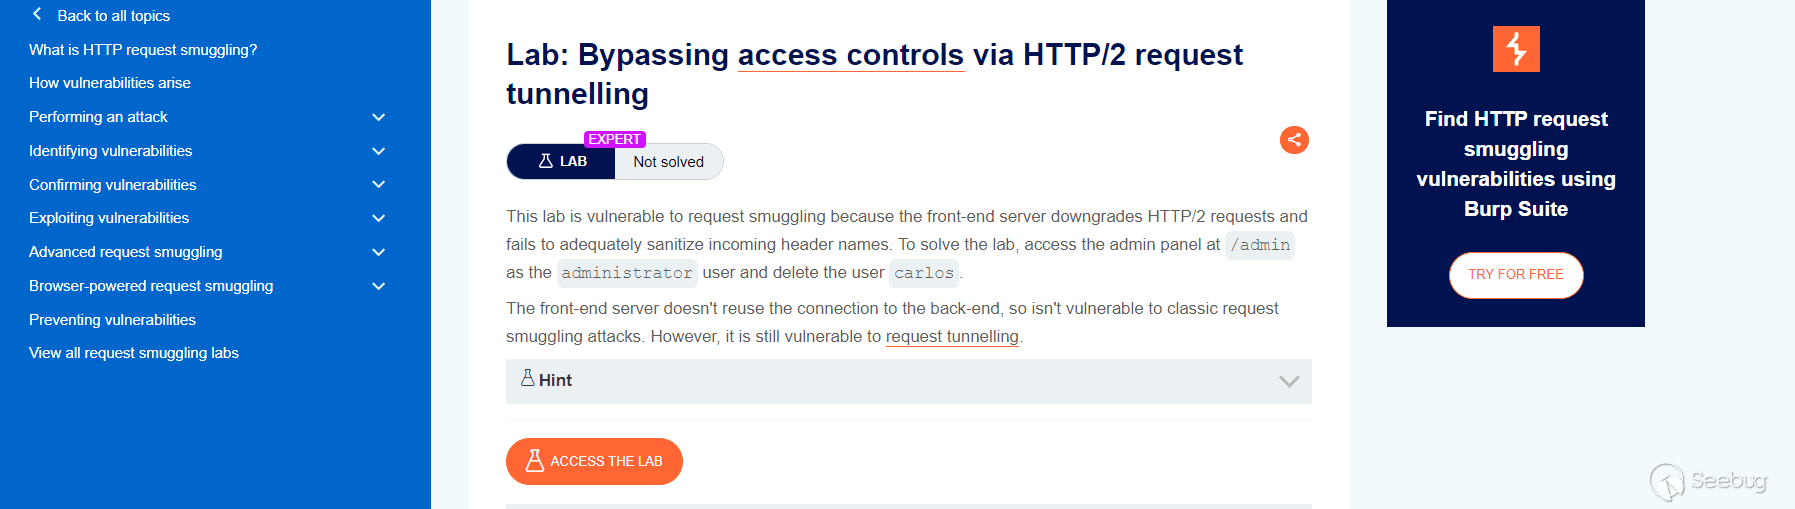 Back to all topics
What is HTTP request smuggling?
How vulnerabilities arise
Performing an attack
Identifying vulnerabilities
Confirming vulnerabilities
Exploiting vulnerabilities
Advanced request smuggling
Browser-powered request smuggling
Preventing vulnerabilities
View all request smuggling labs
Lab: Bypassing access controls via HTTP/2 request
tunnelling
EXPERT
LAB Not solved
This lab is vulnerable to request smuggling because the front-end server downgrades HTTP/2 requests and
fails to adequately sanitize incoming header names. To solve the lab, access the admin panel at /admin
as the administrator user and delete the user carlos.
The front-end server doesn't reuse the connection to the back-end, so isn't vulnerable to classic request
smuggling attacks. However, it is still vulnerable to request tunnelling.
Hint
ACCESS THE LAB
Find HTTP request
smuggling
vulnerabilities using
Burp Suite
TRY FOR FREE
Seebug